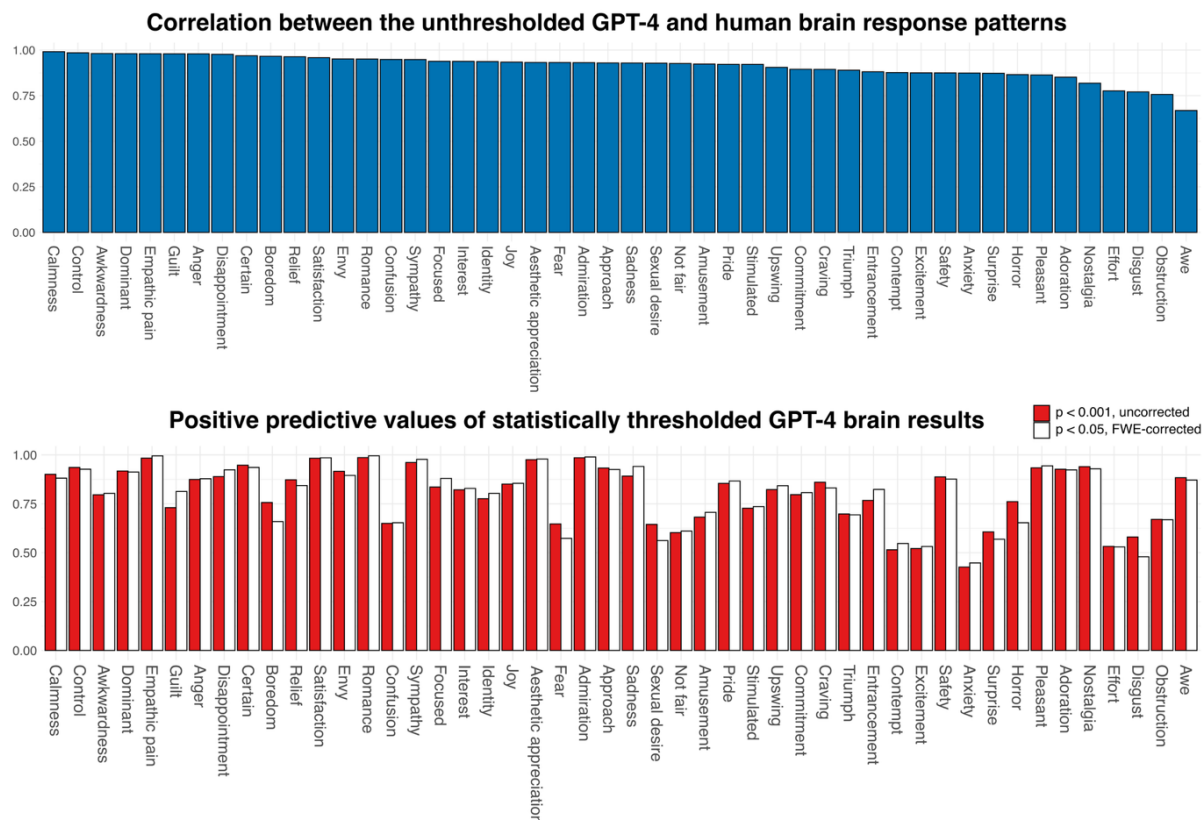 Correlation between the unthresholded GPT-4 and human brain response patterns
1.00
0.75
0.50
0.25
0.00
Calmness
Control
Awkwardness
Dominant
Empathic pain
Guilt
Anger
Disappointment
Certain
Boredom
Relief
Satisfaction
Envy
Romance
Confusion
Sympathy
Focused
Interest
Identity
Joy
Aesthetic appreciation
Fear
Admiration
Approach
Sadness
Sexual desire
Not fair
Amusement
Pride
Stimulated
Upswing
Commitment
Craving
Triumph
Entrancement
Contempt
Excitement
Safety
Anxiety
Surprise
Horror
Pleasant
Adoration
Nostalgia
Effort
Disgust
Obstruction
Awe
Positive predictive values of statistically thresholded GPT-4 brain results
p < 0.001, uncorrected
p < 0.05, FWE-corrected
1.00
0.75
0.50
0.25
0.00
Calmness
Control
Awkwardness
Dominant
Empathic pain
Guilt
Anger
Disappointment
Certain
Boredom
Relief
Satisfaction
Envy
Romance
Confusion
Sympathy
Focused
Interest
Identity
Joy
Aesthetic appreciation
Fear
Admiration
Approach
Sadness
Sexual desire
Not fair
Amusement
Pride
Stimulated
Upswing
Commitment
Craving
Triumph
Entrancement
Contempt
Excitement
Safety
Anxiety
Surprise
Horror
Pleasant
Adoration
Nostalgia
Effort
Disgust
Obstruction
Awe